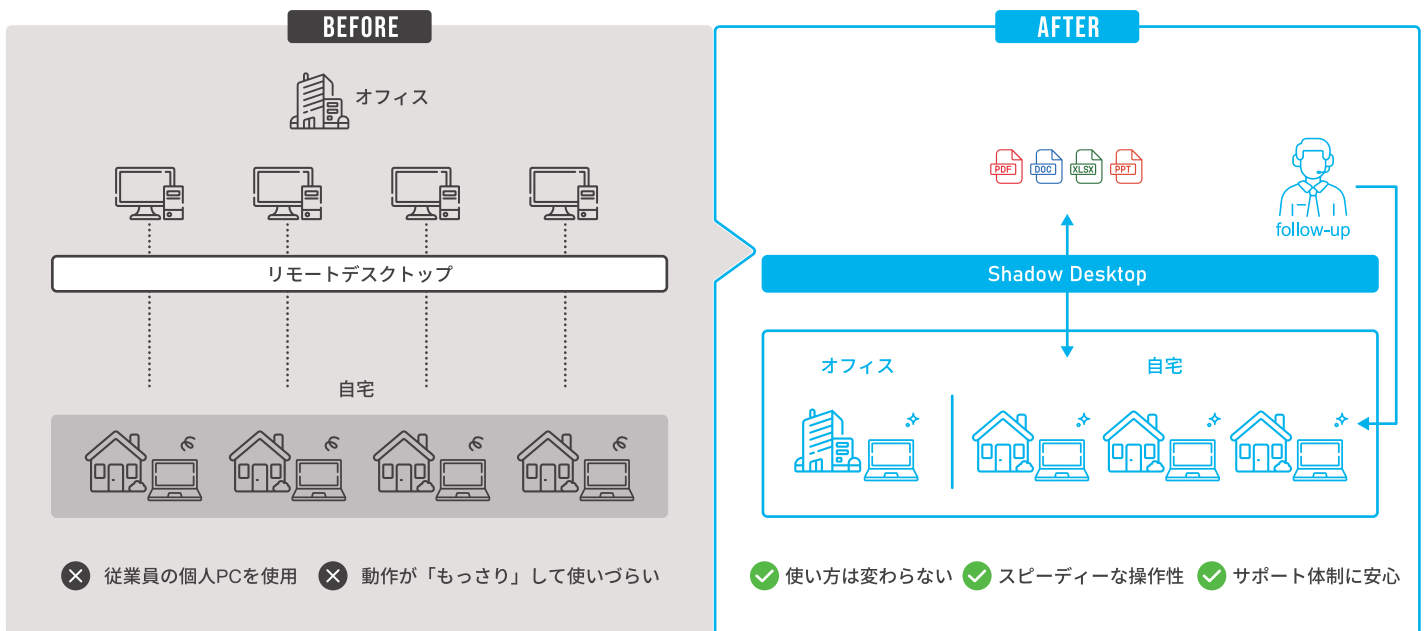 BEFORE
オフィス
リモートデスクトップ
自宅
従業員の個人PCを使用
動作が「もっさり」して使いづらい
AFTER
PDF
DOC
XLSX
PPT
follow-up
Shadow Desktop
オフィス
自宅
使い方は変わらない
スピーディーな操作性
サポート体制に安心